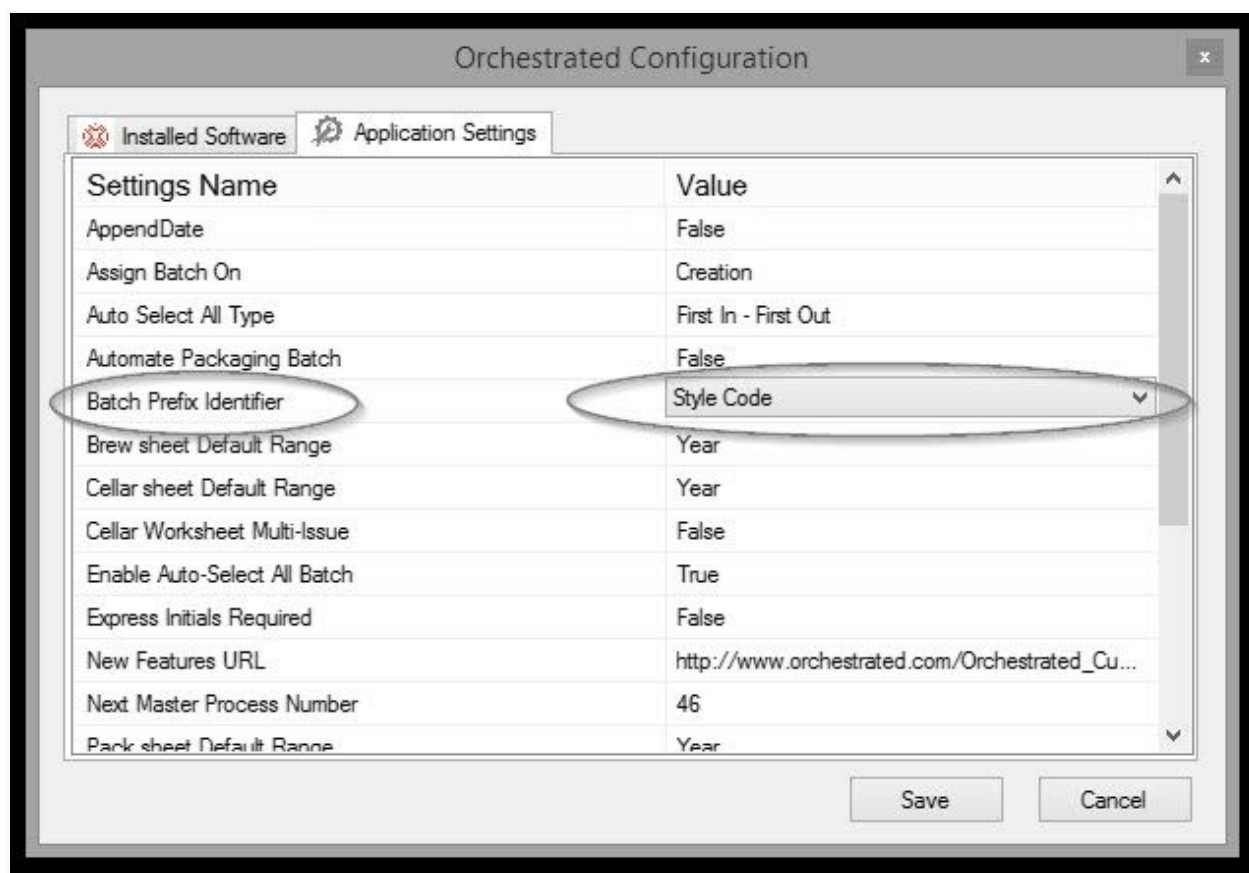 Orchestrated Configuration
x
Installed Software
Application Settings
Settings Name Value
AppendDate False
Assign Batch On Creation
Auto Select All Type First In - First Out
Automate Packaging Batch False
Batch Prefix Identifier Style Code
Brew sheet Default Range Year
Cellar sheet Default Range Year
Cellar Worksheet Multi-Issue False
Enable Auto-Select All Batch True
Express Initials Required False
New Features URL http://www.orchestrated.com/Orchestrated_Cu...
Next Master Process Number 46
Pack sheet Default Range Year
Save Cancel